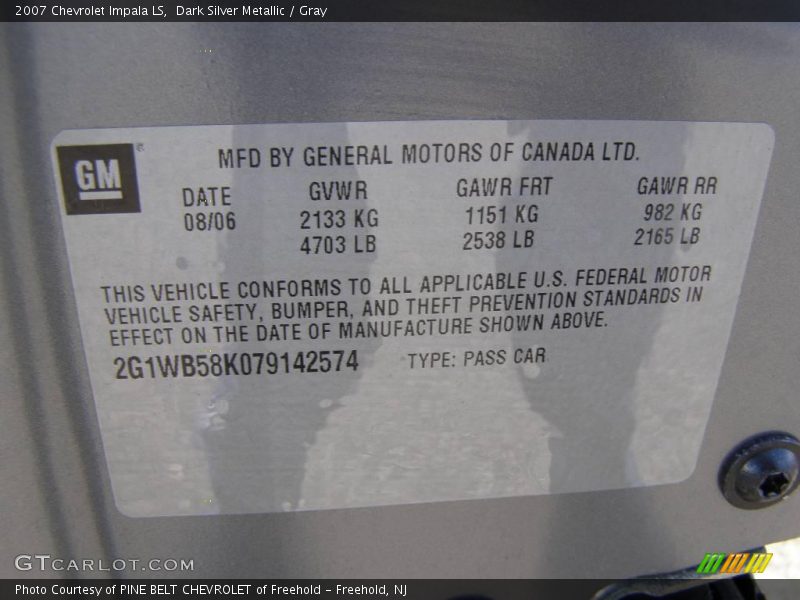 2007 Chevrolet Impala LS,  Dark Silver Metallic / Gray
GM
MFD BY GENERAL MOTORS OF CANADA LTD.
DATE GVWR GAWR FRT GAWR RR
08/06 2133 KG 1151 KG 982 KG
4703 LB 2538 LB 2165 LB
THIS VEHICLE CONFORMS TO ALL APPLICABLE U.S. FEDERAL MOTOR
VEHICLE SAFETY, BUMPER, AND THEFT PREVENTION STANDARDS IN
EFFECT ON THE DATE OF MANUFACTURE SHOWN ABOVE.
2G1WB58K079142574 TYPE: PASS CAR
GTCARLOT.COM
Photo Courtesy of PINE BELT CHEVROLET of Freehold - Freehold, NJ